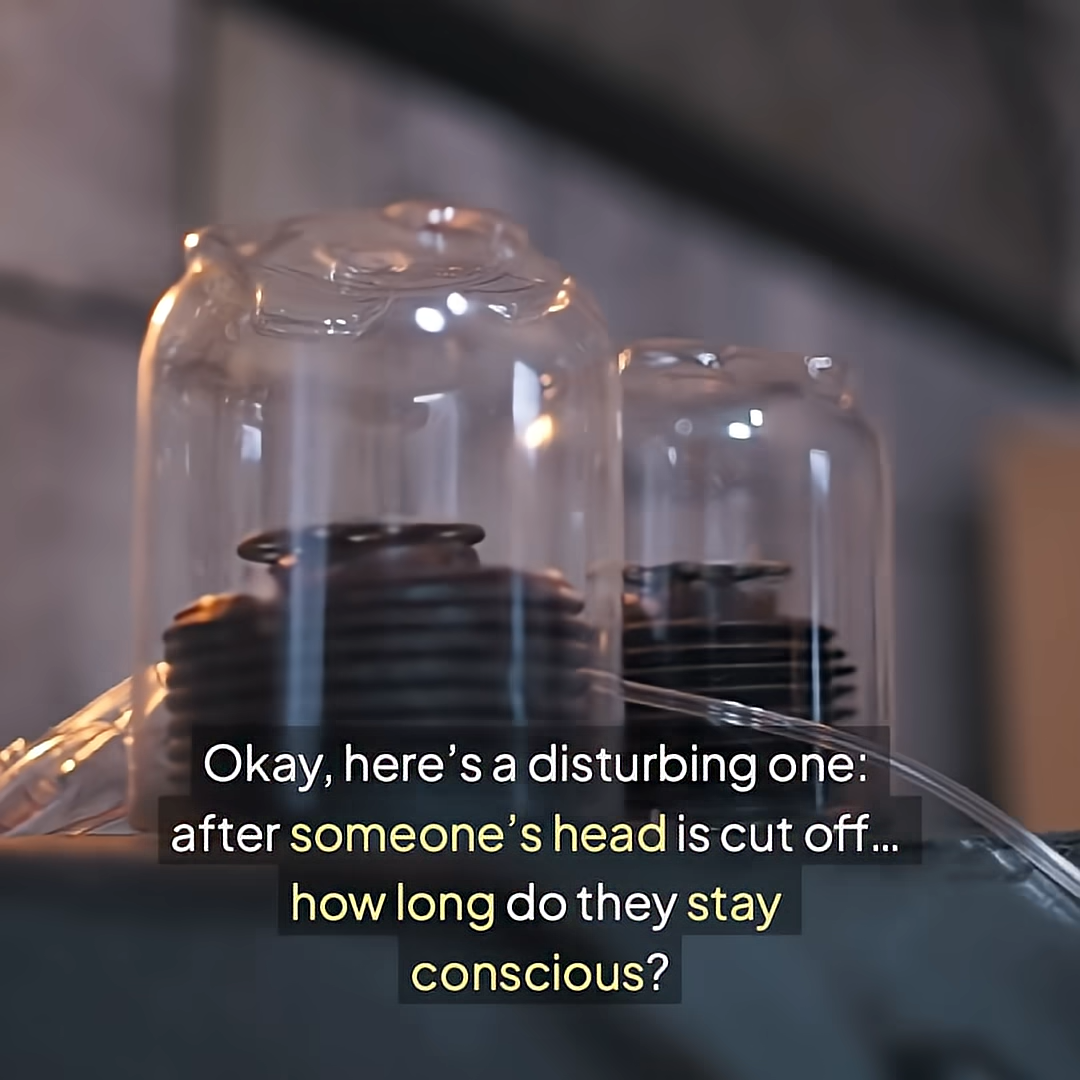 Okay, here’s a disturbing one:
after someone’s head is cut off...
how long do they stay
conscious?